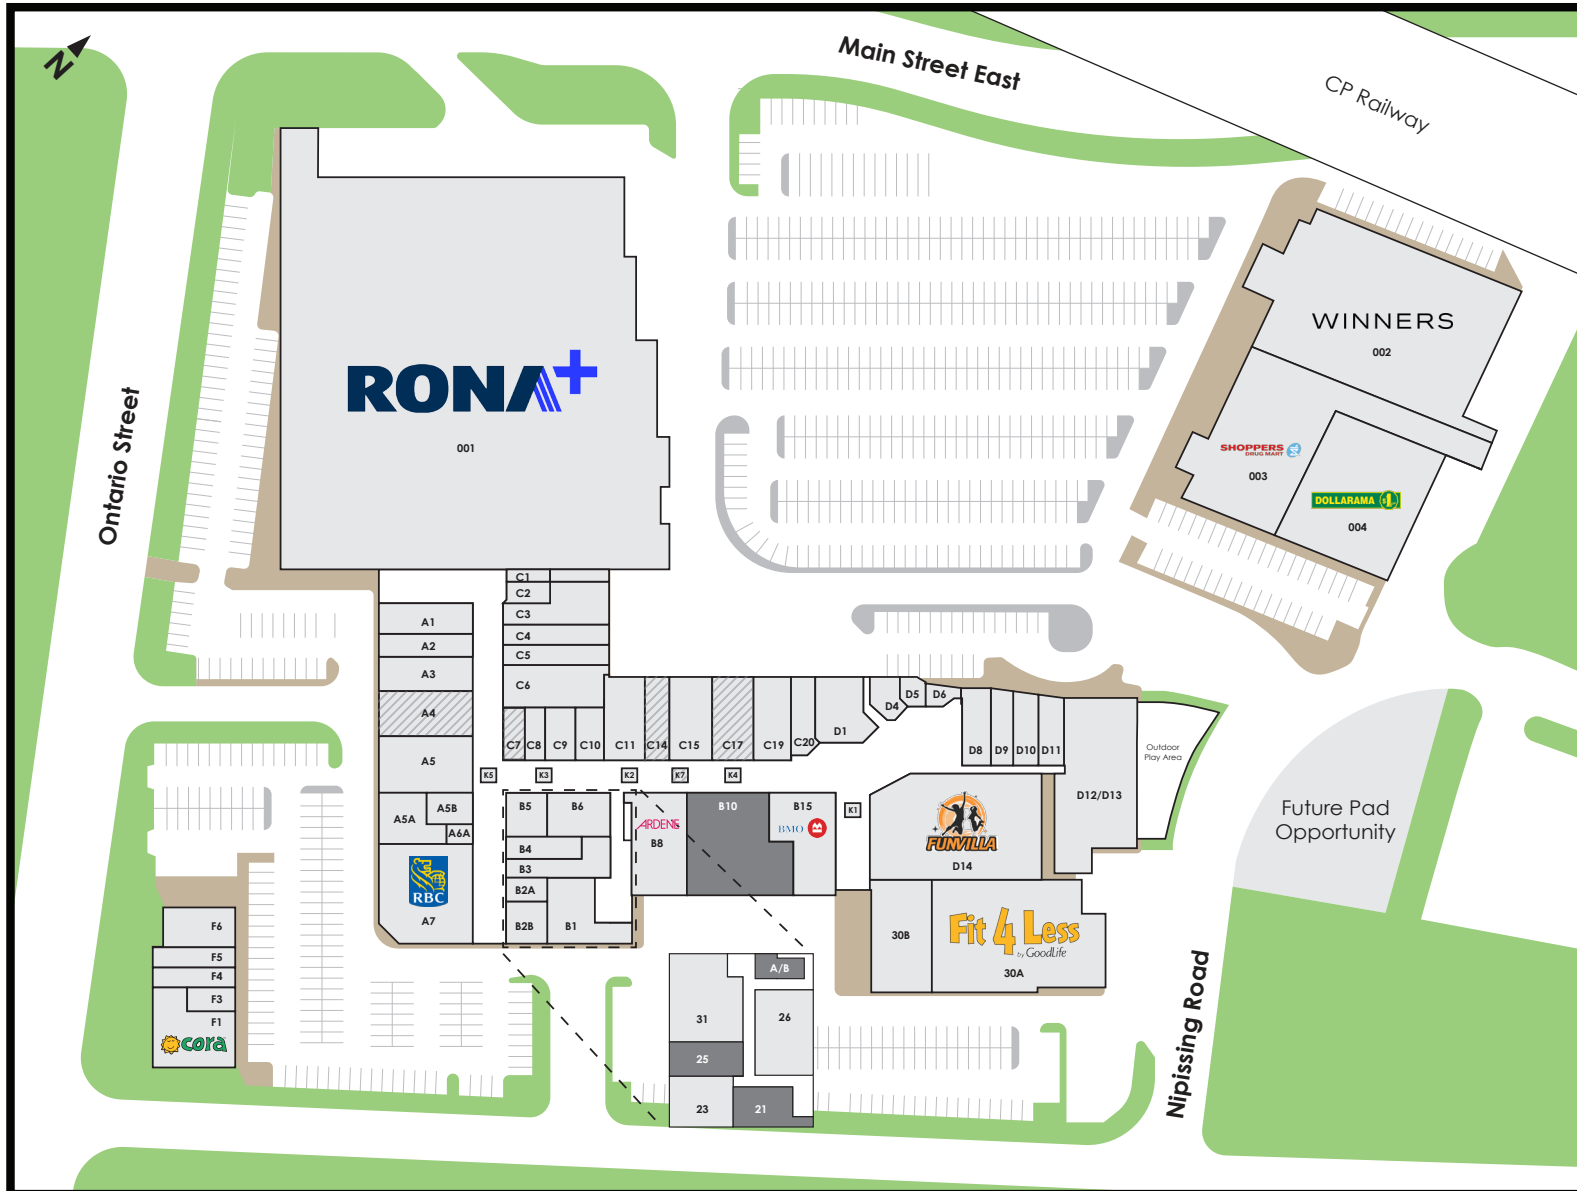 N
Main Street East
CP Railway
Ontario Street
RONA+
001
WINNERS
002
SHOPPERS
DRUG MART
003
DOLLARAMA $1
004
C1
C2
C3
C4
C5
C6
A1
A2
A3
A4
A5
A5A
A5B
A6A
RBC
A7
C7
C8
C9
C10
C11
C14
C15
C17
C19
C20
D1
D4
D5
D6
D8
D9
D10
D11
D12/D13
Outdoor
Play Area
K5
K3
K2
K7
K4
K1
B5
B6
B4
B3
B2A
B2B
B1
ARDENE
B8
B10
B15
BMO
FUNVILLA
D14
30B
Fit 4 Less
by GoodLife
30A
Future Pad
Opportunity
F6
F5
F4
F3
F1
cora
A/B
31
26
25
23
21
Nipissing Road